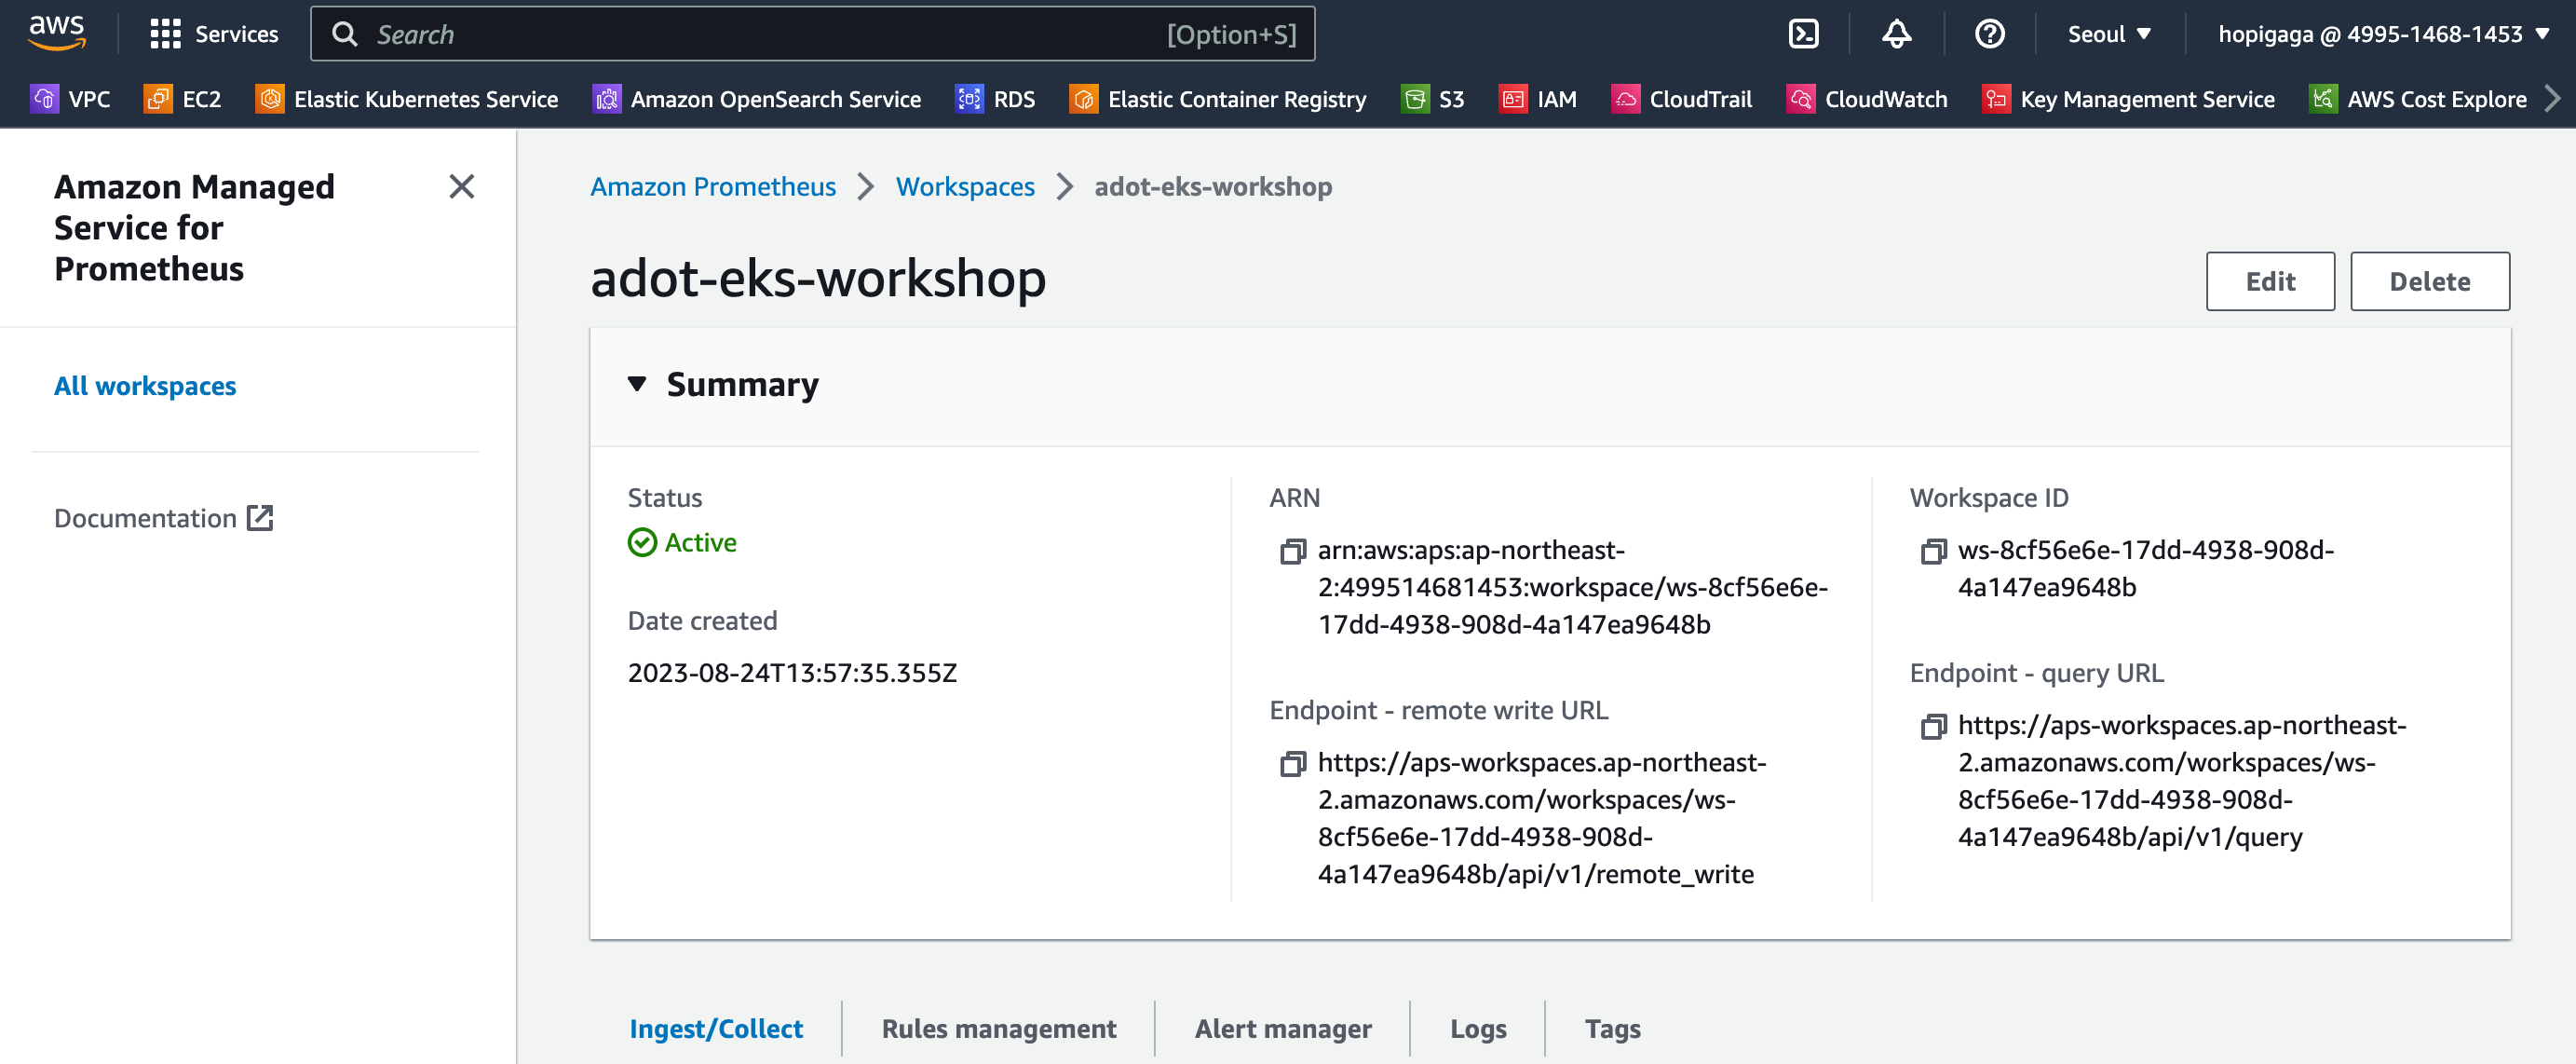 aws
Services
Search
[Option+S]
Seoul
hopigaga @ 4995-1468-1453
VPC
EC2
Elastic Kubernetes Service
Amazon OpenSearch Service
RDS
Elastic Container Registry
S3
IAM
CloudTrail
CloudWatch
Key Management Service
AWS Cost Explore
Amazon Managed
Service for
Prometheus
All workspaces
Documentation
Amazon Prometheus
Workspaces
adot-eks-workshop
adot-eks-workshop
Edit
Delete
Summary
Status
Active
Date created
2023-08-24T13:57:35.355Z
ARN
arn:aws:aps:ap-northeast-
2:499514681453:workspace/ws-8cf56e6e-
17dd-4938-908d-4a147ea9648b
Endpoint - remote write URL
https://aps-workspaces.ap-northeast-
2.amazonaws.com/workspaces/ws-
8cf56e6e-17dd-4938-908d-
4a147ea9648b/api/v1/remote_write
Workspace ID
ws-8cf56e6e-17dd-4938-908d-
4a147ea9648b
Endpoint - query URL
https://aps-workspaces.ap-northeast-
2.amazonaws.com/workspaces/ws-
8cf56e6e-17dd-4938-908d-
4a147ea9648b/api/v1/query
Ingest/Collect
Rules management
Alert manager
Logs
Tags